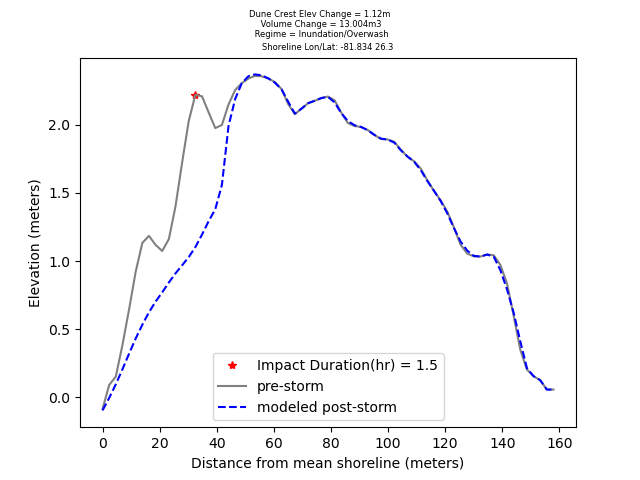 Dune Crest Elev Change = 1.12m
Volume Change = 13.004m3
Regime = Inundation/Overwash
Shoreline Lon/Lat: -81.834 26.3
Elevation (meters)
2.0
1.5
1.0
0.5
0.0
Impact Duration(hr) = 1.5
pre-storm
modeled post-storm
0 20 40 60 80 100 120 140 160
Distance from mean shoreline (meters)